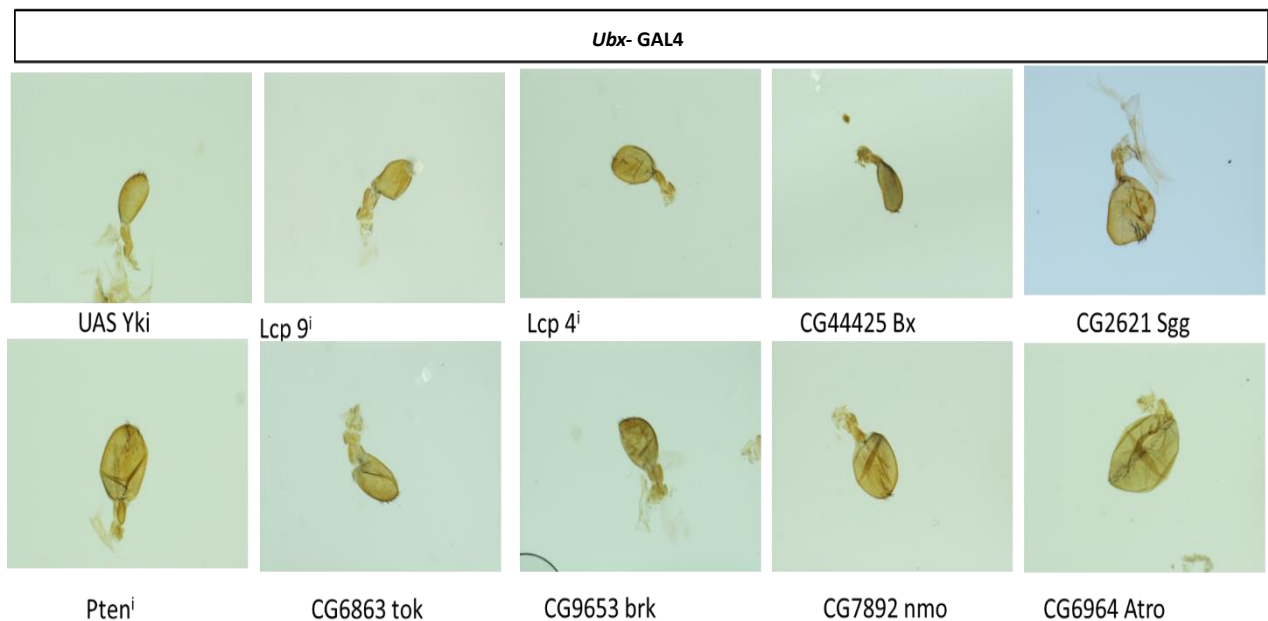 Ubx- GAL4
UAS Yki
Lcp 9ⁱ
Lcp 4ⁱ
CG44425 Bx
CG2621 Sgg
Ptenⁱ
CG6863 tok
CG9653 brk
CG7892 nmo
CG6964 Atro